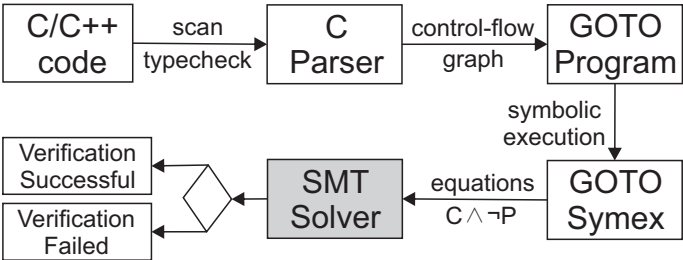 C/C++
code
scan
typecheck
C
Parser
control-flow
graph
GOTO
Program
symbolic
execution
GOTO
Symex
equations
C ∧ ¬P
SMT
Solver
Verification
Successful
Verification
Failed